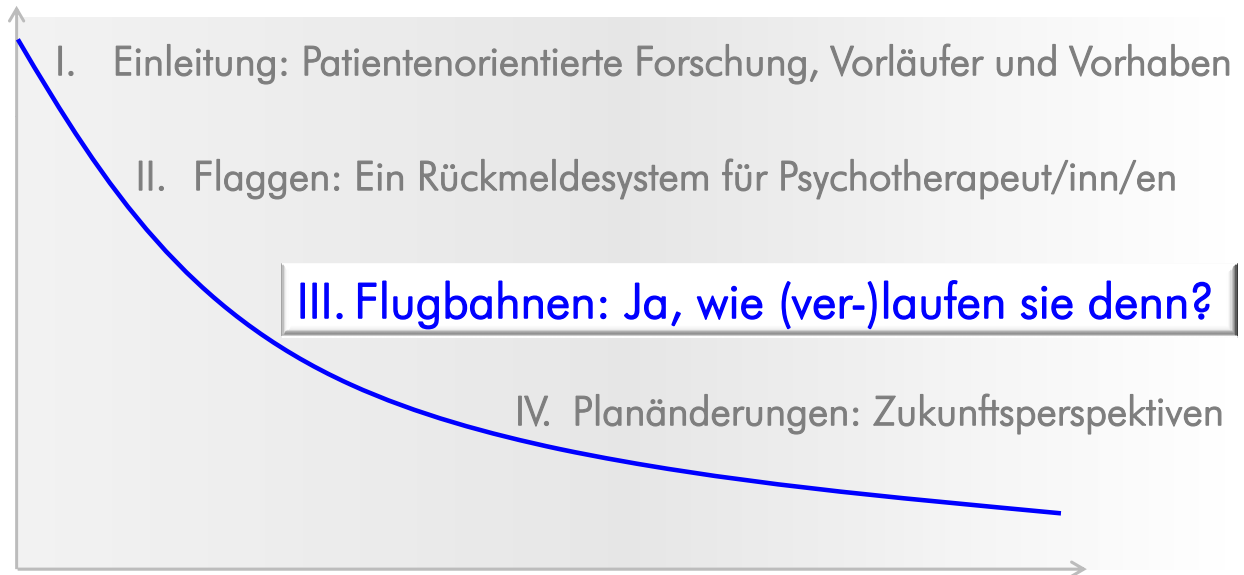 I. Einleitung: Patientenorientierte Forschung, Vorläufer und Vorhaben
II. Flaggen: Ein Rückmeldesystem für Psychotherapeut/inn/en
III. Flugbahnen: Ja, wie (ver-)laufen sie denn?
IV. Planänderungen: Zukunftsperspektiven